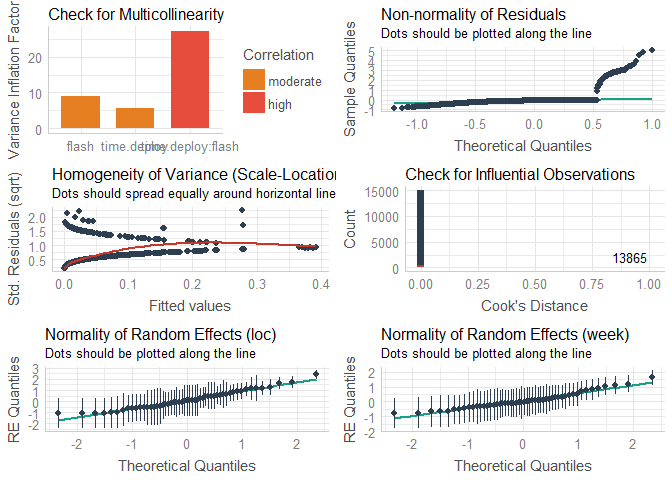 Check for Multicollinearity
Variance Inflation Factor
20
10
0
flash
time.deploy:flash
Correlation
moderate
high
Non-normality of Residuals
Dots should be plotted along the line
Sample Quantiles
5
4
3
2
1
0
-1
-1.0
-0.5
0.0
0.5
1.0
Theoretical Quantiles
Homogeneity of Variance (Scale-Location
Dots should spread equally around horizontal line
Std. Residuals (sqrt)
2.0
1.5
1.0
0.5
0.0
0.1
0.2
0.3
0.4
Fitted values
Check for Influential Observations
Count
15000
10000
5000
0
13865
0.00
0.25
0.50
0.75
1.00
Cook's Distance
Normality of Random Effects (loc)
Dots should be plotted along the line
RE Quantiles
3
2
1
0
-1
-2
-2
-1
0
1
2
Theoretical Quantiles
Normality of Random Effects (week)
Dots should be plotted along the line
RE Quantiles
2
1
0
-1
-2
-2
-1
0
1
2
Theoretical Quantiles